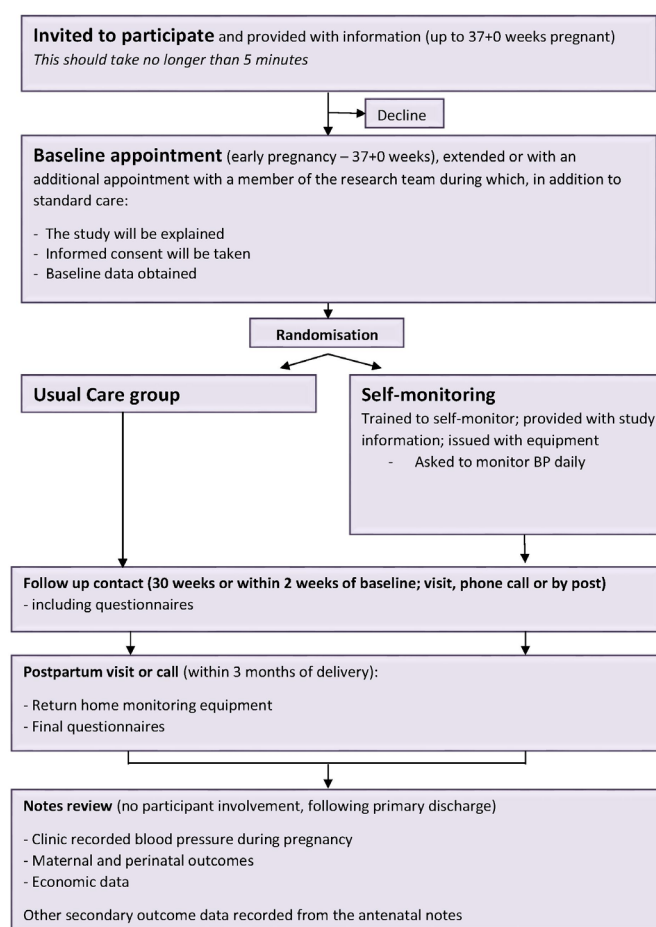 Invited to participate and provided with information (up to 37+0 weeks pregnant)
This should take no longer than 5 minutes
Decline
Baseline appointment (early pregnancy – 37+0 weeks), extended or with an
additional appointment with a member of the research team during which, in addition to
standard care:
- The study will be explained
- Informed consent will be taken
- Baseline data obtained
Randomisation
Usual Care group
Self-monitoring
Trained to self-monitor; provided with study
information; issued with equipment
- Asked to monitor BP daily
Follow up contact (30 weeks or within 2 weeks of baseline; visit, phone call or by post)
- including questionnaires
Postpartum visit or call (within 3 months of delivery):
- Return home monitoring equipment
- Final questionnaires
Notes review (no participant involvement, following primary discharge)
- Clinic recorded blood pressure during pregnancy
- Maternal and perinatal outcomes
- Economic data
Other secondary outcome data recorded from the antenatal notes